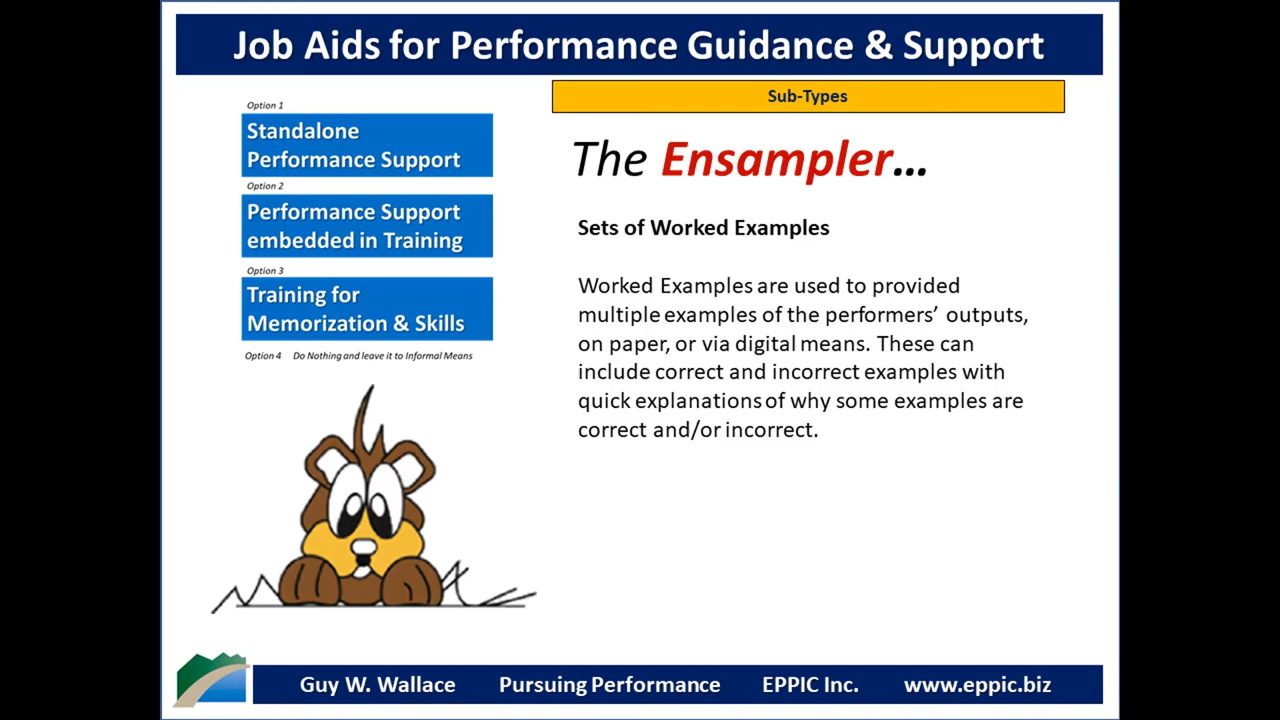 Job Aids for Performance Guidance & Support
Option 1
Standalone
Performance Support
Option 2
Performance Support
embedded in Training
Option 3
Training for
Memorization & Skills
Option 4 Do Nothing and leave it to Informal Means
Sub-Types
The Ensampler...
Sets of Worked Examples
Worked Examples are used to provided
multiple examples of the performers’ outputs,
on paper, or via digital means. These can
include correct and incorrect examples with
quick explanations of why some examples are
correct and/or incorrect.
Guy W. Wallace Pursuing Performance EPPIC Inc. www.eppic.biz